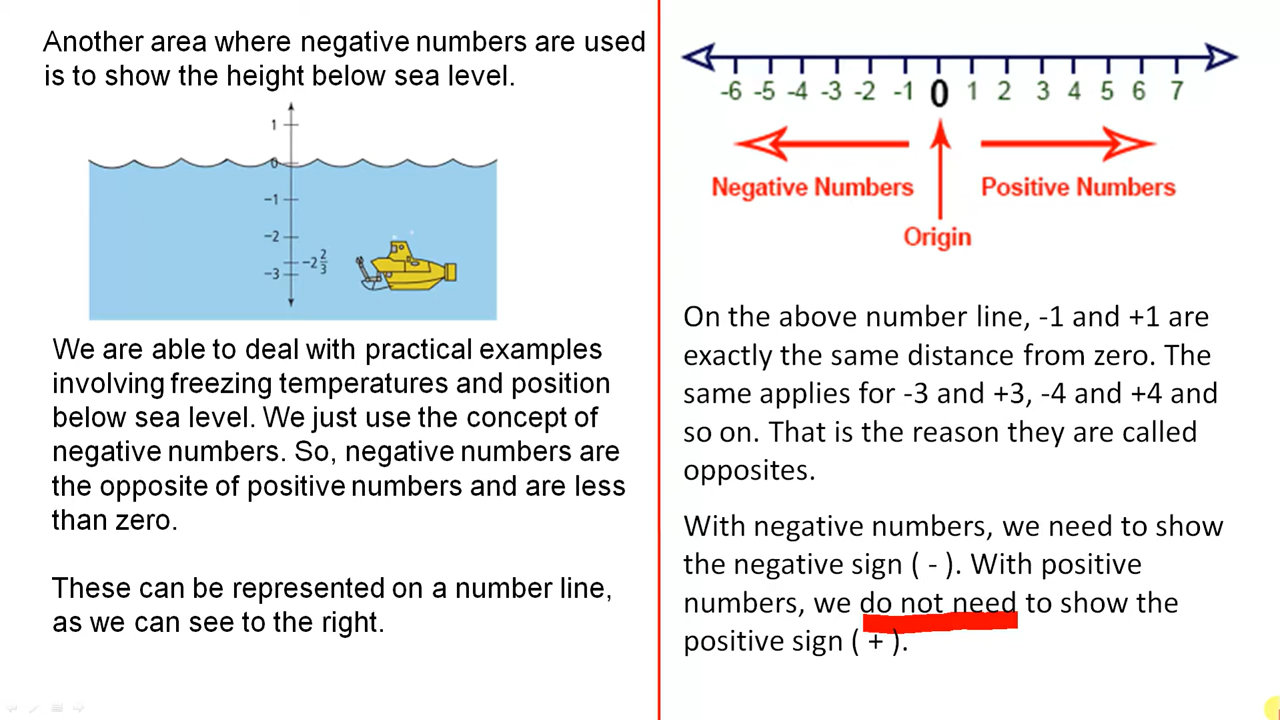 Another area where negative numbers are used
is to show the height below sea level.
1
0
-1
-2
-2 2/3
-3
We are able to deal with practical examples
involving freezing temperatures and position
below sea level. We just use the concept of
negative numbers. So, negative numbers are
the opposite of positive numbers and are less
than zero.
These can be represented on a number line,
as we can see to the right.
-6 -5 -4 -3 -2 -1 0 1 2 3 4 5 6 7
Negative Numbers Positive Numbers
Origin
On the above number line, -1 and +1 are
exactly the same distance from zero. The
same applies for -3 and +3, -4 and +4 and
so on. That is the reason they are called
opposites.
With negative numbers, we need to show
the negative sign ( - ). With positive
numbers, we do not need to show the
positive sign ( + ).